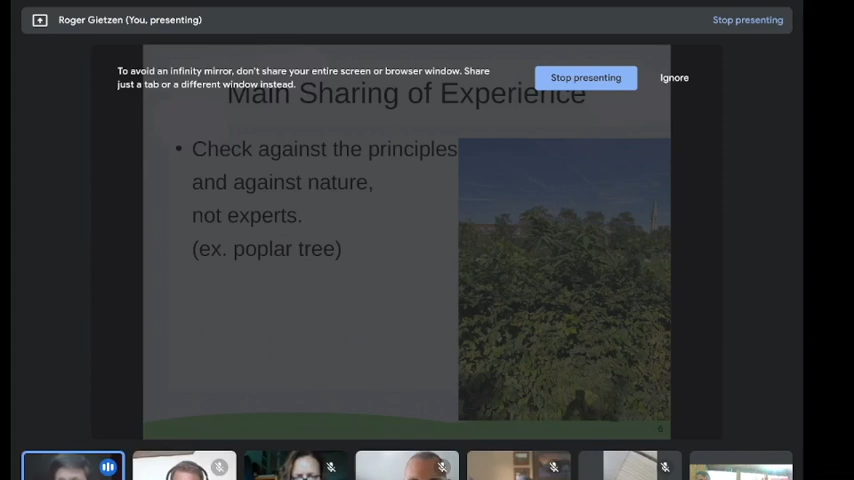 Roger Gietzen (You, presenting)
Stop presenting
To avoid an infinity mirror, don't share your entire screen or browser window. Share
just a tab or a different window instead.
Stop presenting
Ignore
Main Sharing of Experience
• Check against the principles
and against nature,
not experts.
(ex. poplar tree)
6